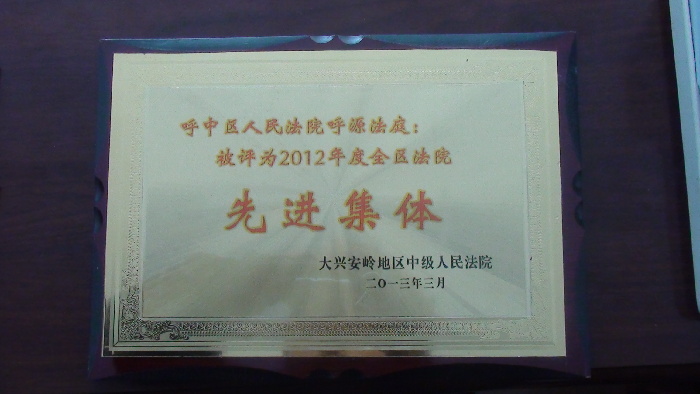 呼中区人民法院呼源法庭：
被评为2012年度全区法院
先进集体
大兴安岭地区中级人民法院
二〇一三年三月